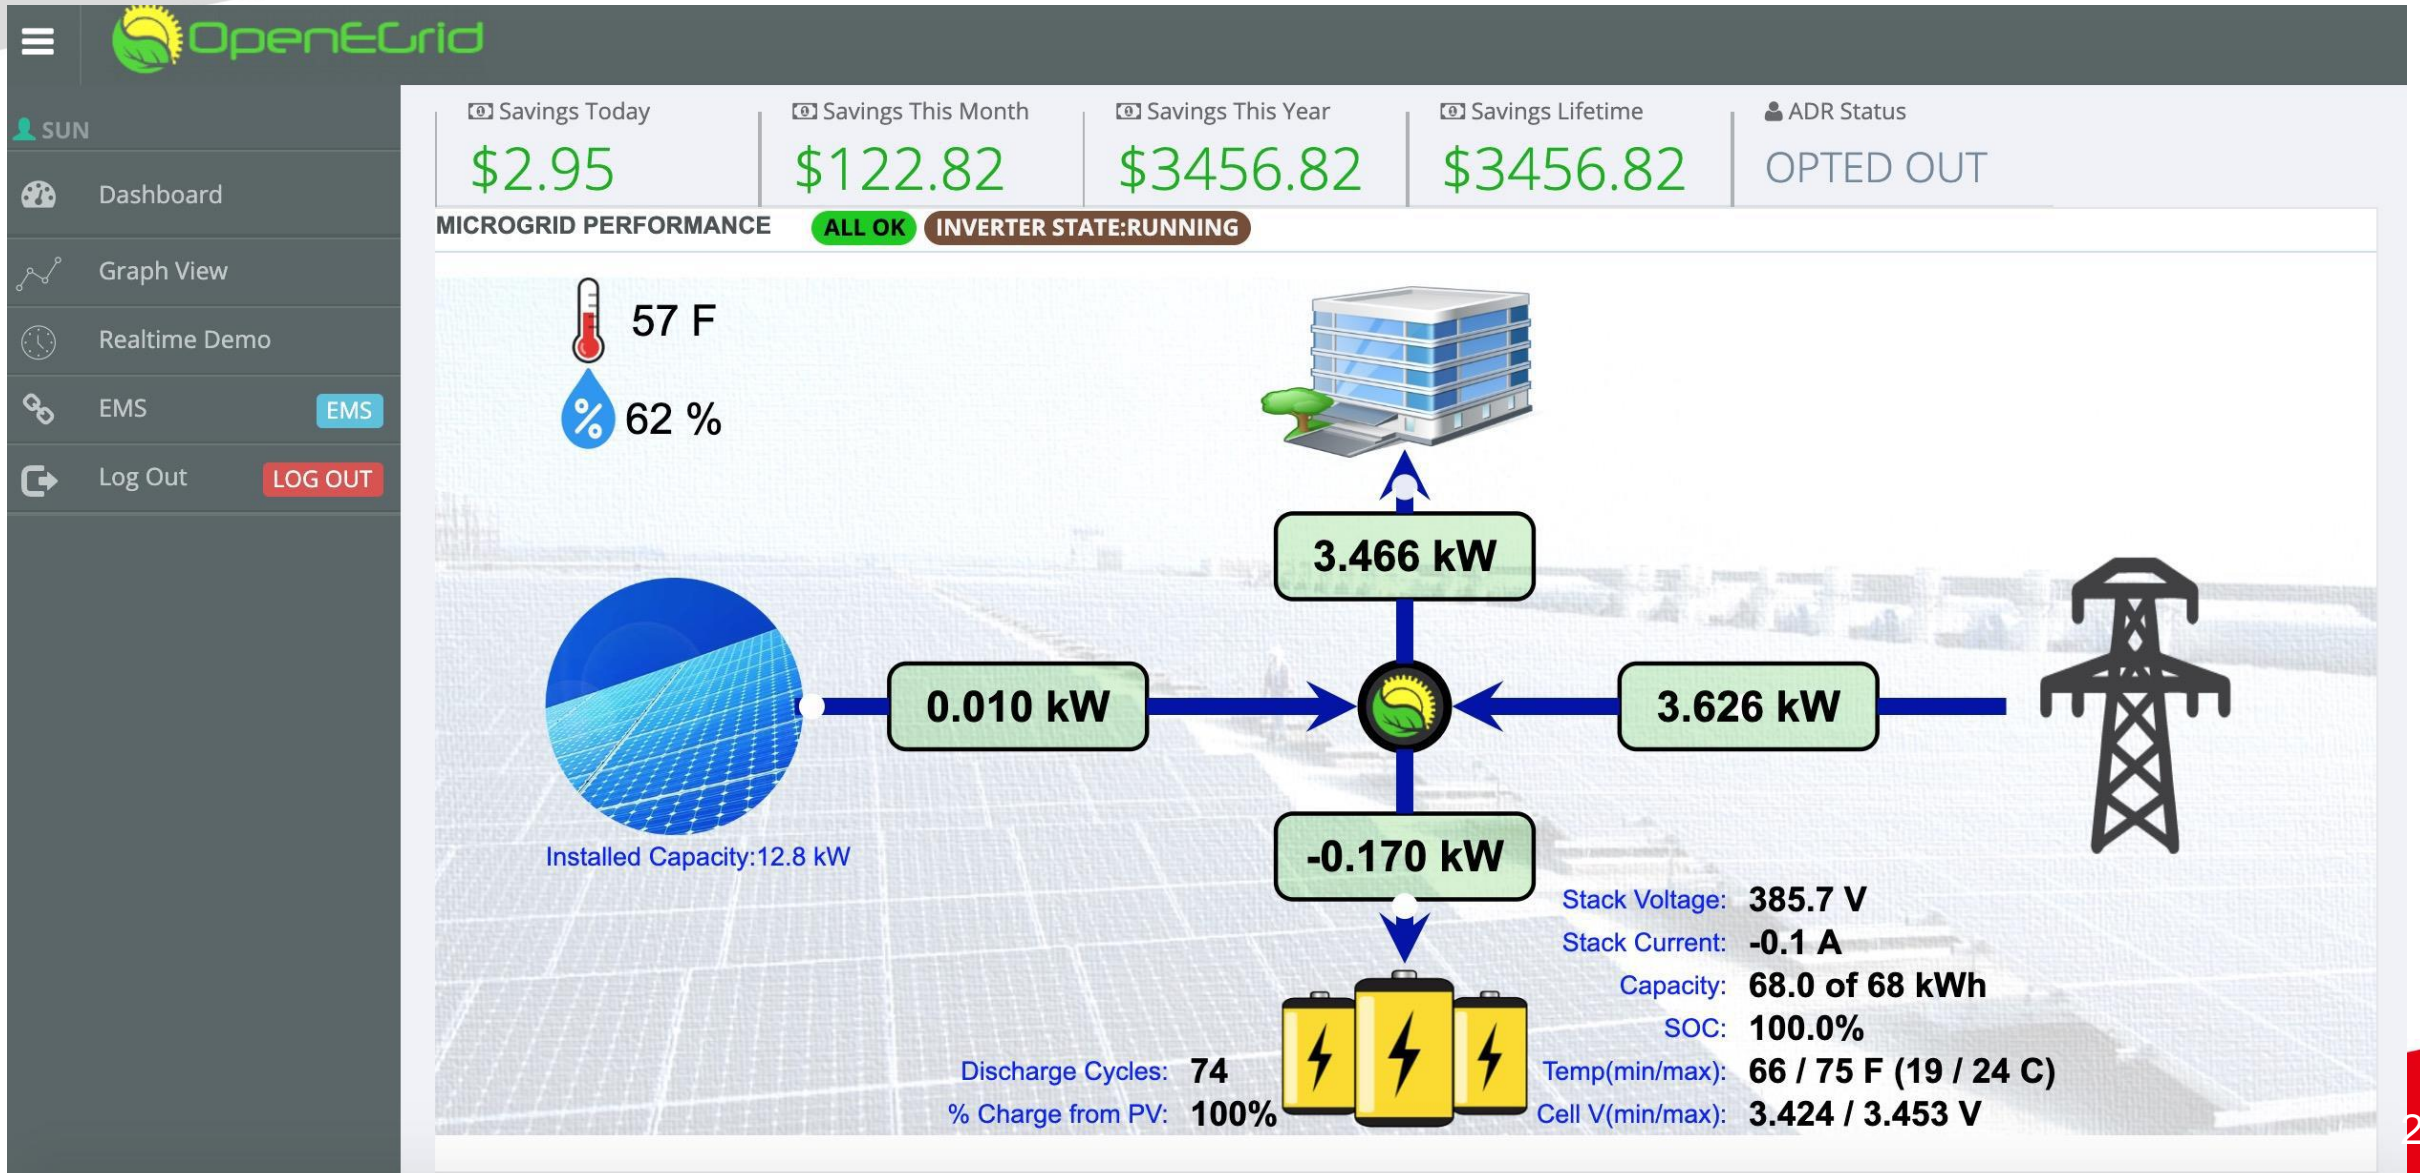 OpenEGrid
SUN
Dashboard
Graph View
Realtime Demo
EMS EMS
Log Out LOG OUT
Savings Today
$2.95
Savings This Month
$122.82
Savings This Year
$3456.82
Savings Lifetime
$3456.82
ADR Status
OPTED OUT
MICROGRID PERFORMANCE ALL OK INVERTER STATE:RUNNING
57 F
% 62 %
3.466 kW
0.010 kW
3.626 kW
Installed Capacity:12.8 kW
-0.170 kW
Stack Voltage: 385.7 V
Stack Current: -0.1 A
Capacity: 68.0 of 68 kWh
SOC: 100.0%
Temp(min/max): 66 / 75 F (19 / 24 C)
Cell V(min/max): 3.424 / 3.453 V
Discharge Cycles: 74
% Charge from PV: 100%
2